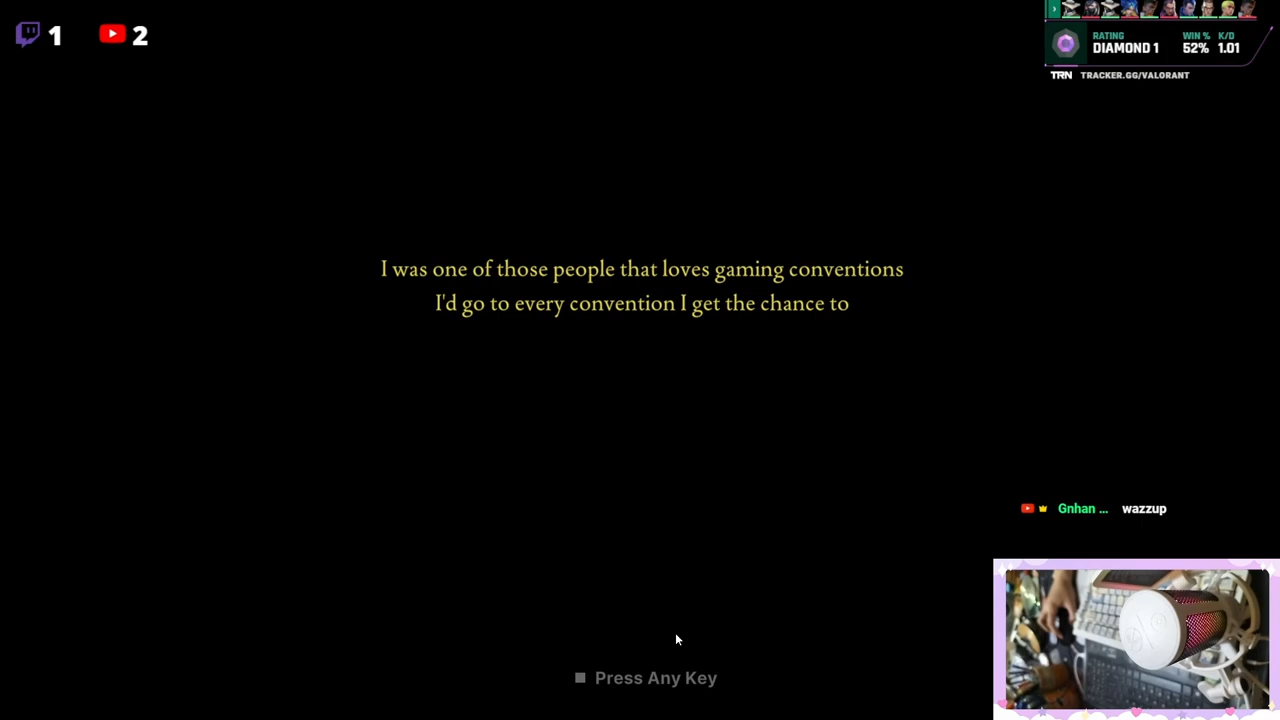 1
2
RATING
DIAMOND 1
WIN %
52%
K/D
1.01
TRN TRACKER.GG/VALORANT
I was one of those people that loves gaming conventions
I'd go to every convention I get the chance to
Gnhan ... wazzup
Press Any Key